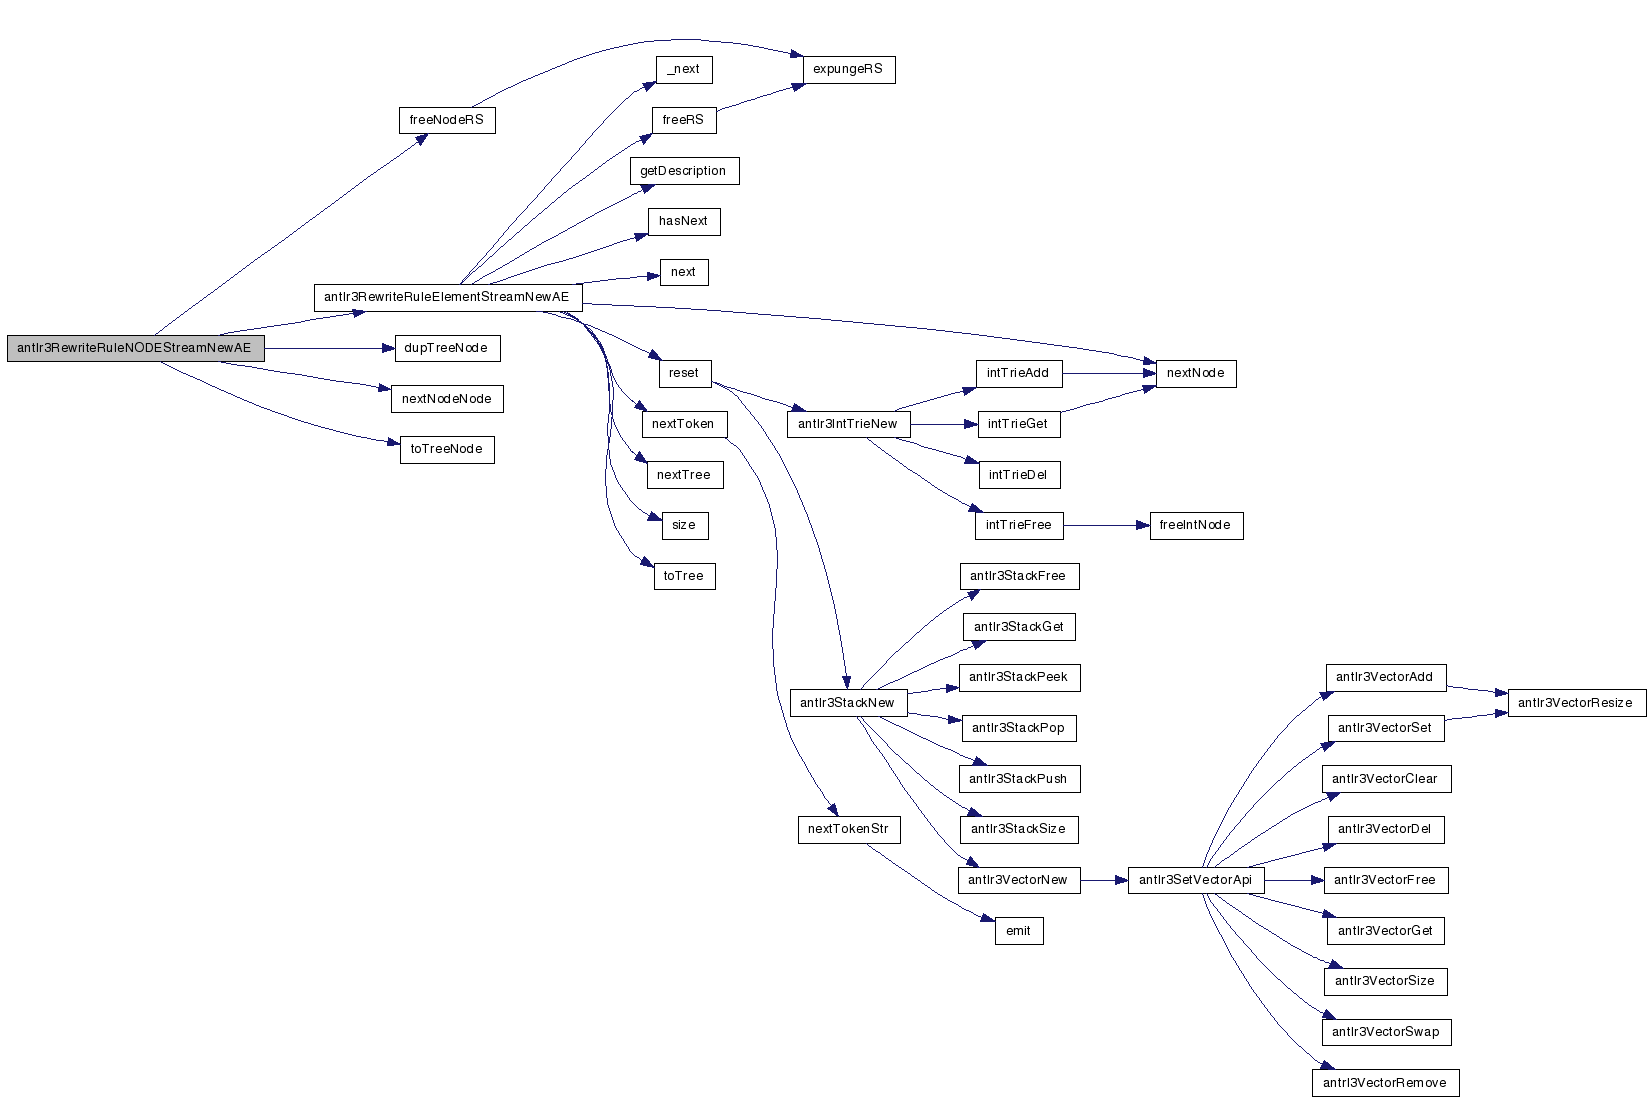 _next
expungeRS
freeNodeRS
freeRS
getDescription
hasNext
next
antlr3RewriteRuleElementStreamNewAE
antlr3RewriteRuleNODEStreamNewAE
dupTreeNode
reset
intTrieAdd
nextNode
nextNodeNode
nextToken
antlr3IntTrieNew
intTrieGet
toTreeNode
nextTree
intTrieDel
size
intTrieFree
freeIntNode
toTree
antlr3StackFree
antlr3StackGet
antlr3StackPeek
antlr3VectorAdd
antlr3StackNew
antlr3VectorResize
antlr3StackPop
antlr3VectorSet
antlr3StackPush
antlr3VectorClear
nextTokenStr
antlr3StackSize
antlr3VectorDel
antlr3VectorNew
antlr3SetVectorApi
antlr3VectorFree
emit
antlr3VectorGet
antlr3VectorSize
antlr3VectorSwap
antrl3VectorRemove